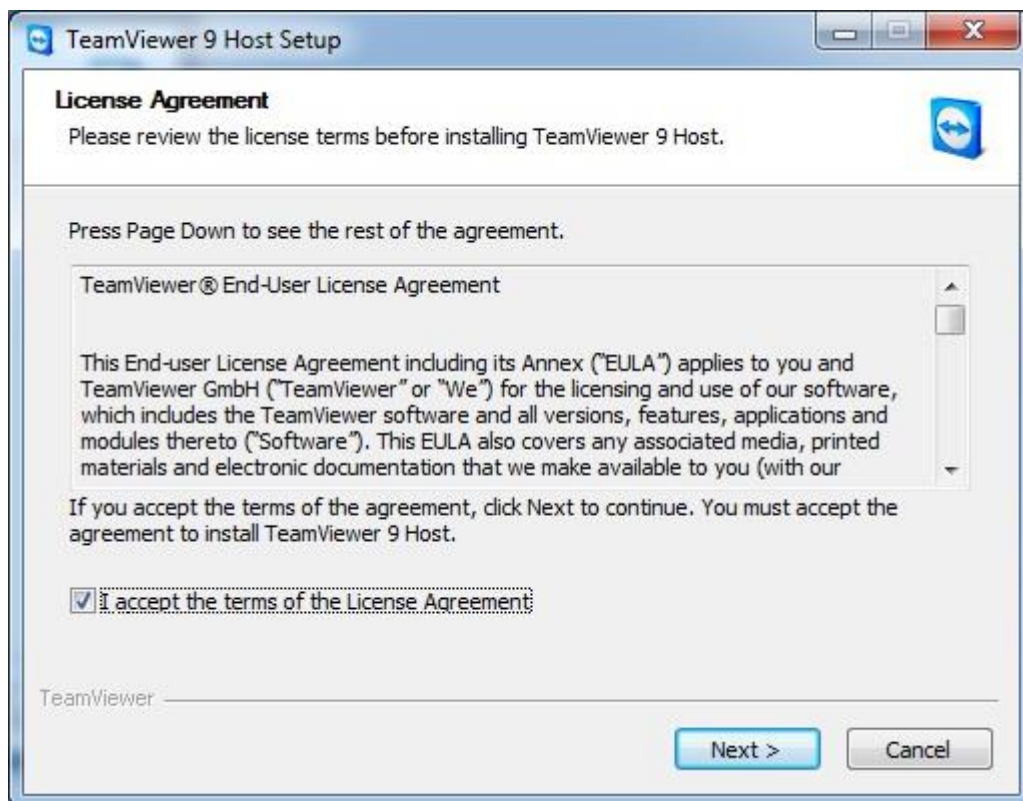 TeamViewer 9 Host Setup
License Agreement
Please review the license terms before installing TeamViewer 9 Host.
Press Page Down to see the rest of the agreement.
TeamViewer® End-User License Agreement
This End-user License Agreement including its Annex ("EULA") applies to you and
TeamViewer GmbH ("TeamViewer" or "We") for the licensing and use of our software,
which includes the TeamViewer software and all versions, features, applications and
modules thereto ("Software"). This EULA also covers any associated media, printed
materials and electronic documentation that we make available to you (with our
If you accept the terms of the agreement, click Next to continue. You must accept the
agreement to install TeamViewer 9 Host.
I accept the terms of the License Agreement
TeamViewer
Next >
Cancel